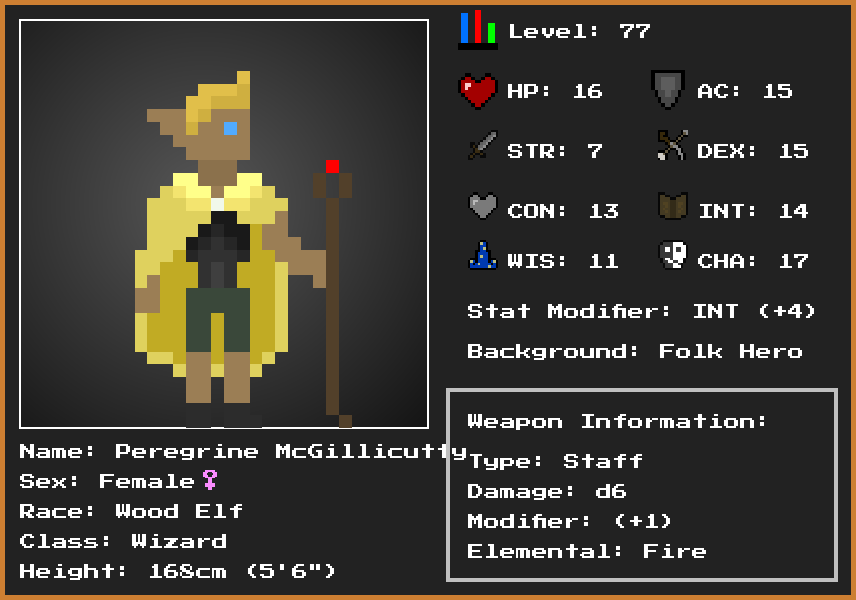 Level: 77
HP: 16 AC: 15
STR: 7 DEX: 15
CON: 13 INT: 14
WIS: 11 CHA: 17
Stat Modifier: INT (+4)
Background: Folk Hero
Weapon Information:
Type: Staff
Damage: d6
Modifier: (+1)
Elemental: Fire
Name: Peregrine McGillicutty
Sex: Female♀
Race: Wood Elf
Class: Wizard
Height: 168cm (5'6")